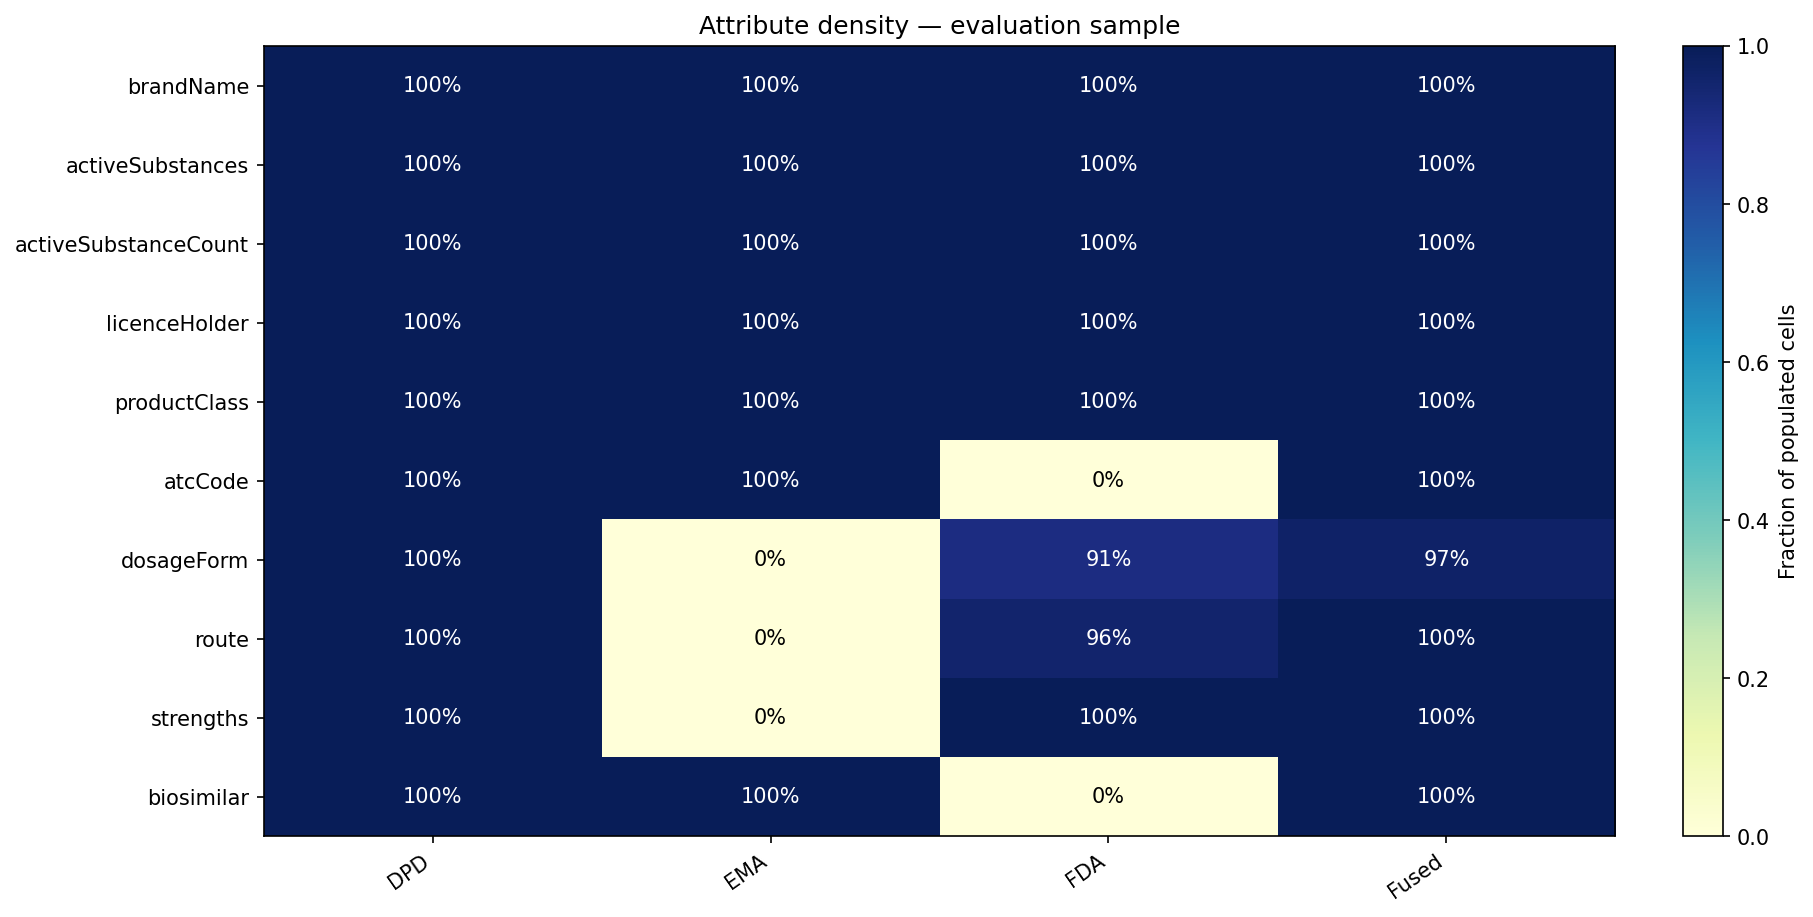 Attribute density — evaluation sample
brandName 100% 100% 100% 100%
activeSubstances 100% 100% 100% 100%
activeSubstanceCount 100% 100% 100% 100%
licenceHolder 100% 100% 100% 100%
productClass 100% 100% 100% 100%
atcCode 100% 100% 0% 100%
dosageForm 100% 0% 91% 97%
route 100% 0% 96% 100%
strengths 100% 0% 100% 100%
biosimilar 100% 100% 0% 100%
DPD EMA FDA Fused
1.0
0.8
0.6
0.4
0.2
0.0
Fraction of populated cells